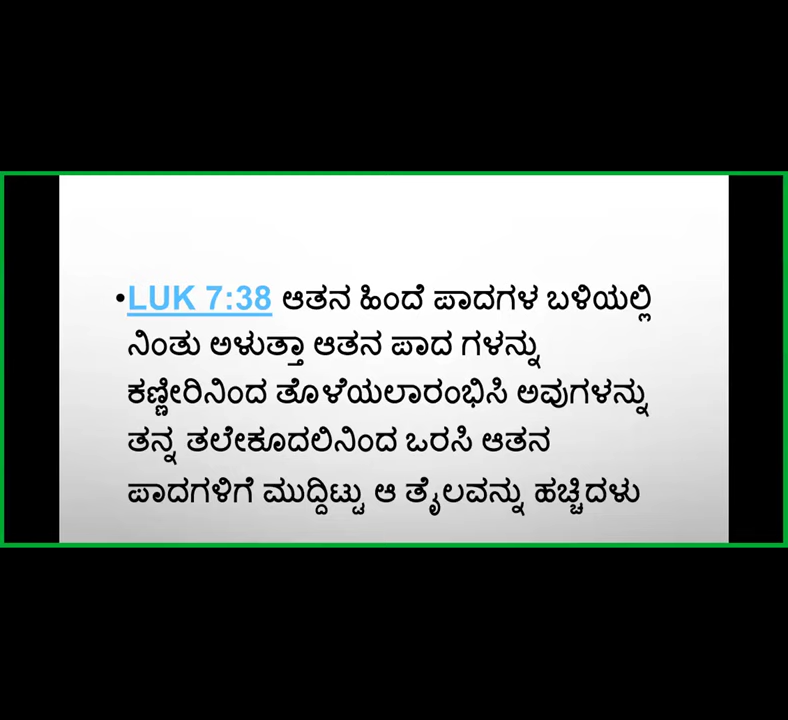 •LUK 7:38 ಆತನ ಹಿಂದೆ ಪಾದಗಳ ಬಳಿಯಲ್ಲಿ
ನಿಂತು ಅಳುತ್ತಾ ಆತನ ಪಾದ ಗಳನ್ನು
ಕಣ್ಣೀರಿನಿಂದ ತೊಳೆಯಲಾರಂಭಿಸಿ ಅವುಗಳನ್ನು
ತನ್ನ ತಲೇಕೂದಲಿನಿಂದ ಒರಸಿ ಆತನ
ಪಾದಗಳಿಗೆ ಮುದ್ದಿಟ್ಟು ಆ ತೈಲವನ್ನು ಹಚ್ಚಿದಳು